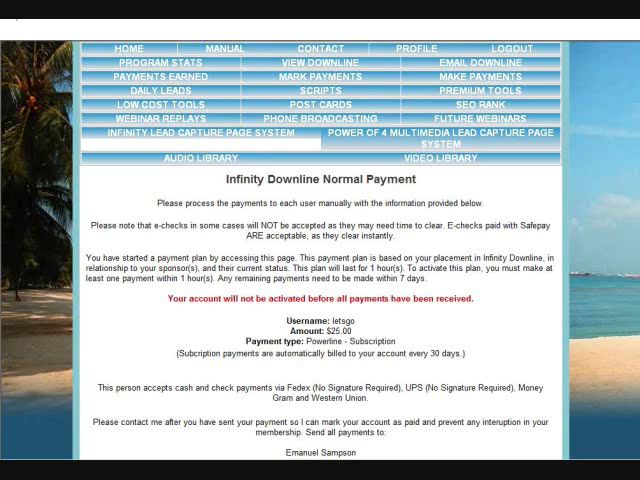 HOME MANUAL CONTACT PROFILE LOGOUT
PROGRAM STATS VIEW DOWNLINE EMAIL DOWNLINE
PAYMENTS EARNED MARK PAYMENTS MAKE PAYMENTS
DAILY LEADS SCRIPTS PREMIUM TOOLS
LOW COST TOOLS POST CARDS SEO RANK
WEBINAR REPLAYS PHONE BROADCASTING FUTURE WEBINARS
INFINITY LEAD CAPTURE PAGE SYSTEM POWER OF 4 MULTIMEDIA LEAD CAPTURE PAGE
SYSTEM
AUDIO LIBRARY VIDEO LIBRARY
Infinity Downline Normal Payment
Please process the payments to each user manually with the information provided below.
Please note that e-checks in some cases will NOT be accepted as they may need time to clear. E-checks paid with Safepay
ARE acceptable, as they clear instantly.
You have started a payment plan by accessing this page. This payment plan is based on your placement in Infinity Downline, in
relationship to your sponsor(s), and their current status. This plan will last for 1 hour(s). To activate this plan, you must make at
least one payment within 1 hour(s). Any remaining payments need to be made within 7 days.
Your account will not be activated before all payments have been received.
Username: letsgo
Amount: $25.00
Payment type: Powerline - Subscription
(Subcription payments are automatically billed to your account every 30 days.)
This person accepts cash and check payments via Fedex (No Signature Required), UPS (No Signature Required), Money
Gram and Western Union.
Please contact me after you have sent your payment so I can mark your account as paid and prevent any interuption in your
membership. Send all payments to:
Emanuel Sampson